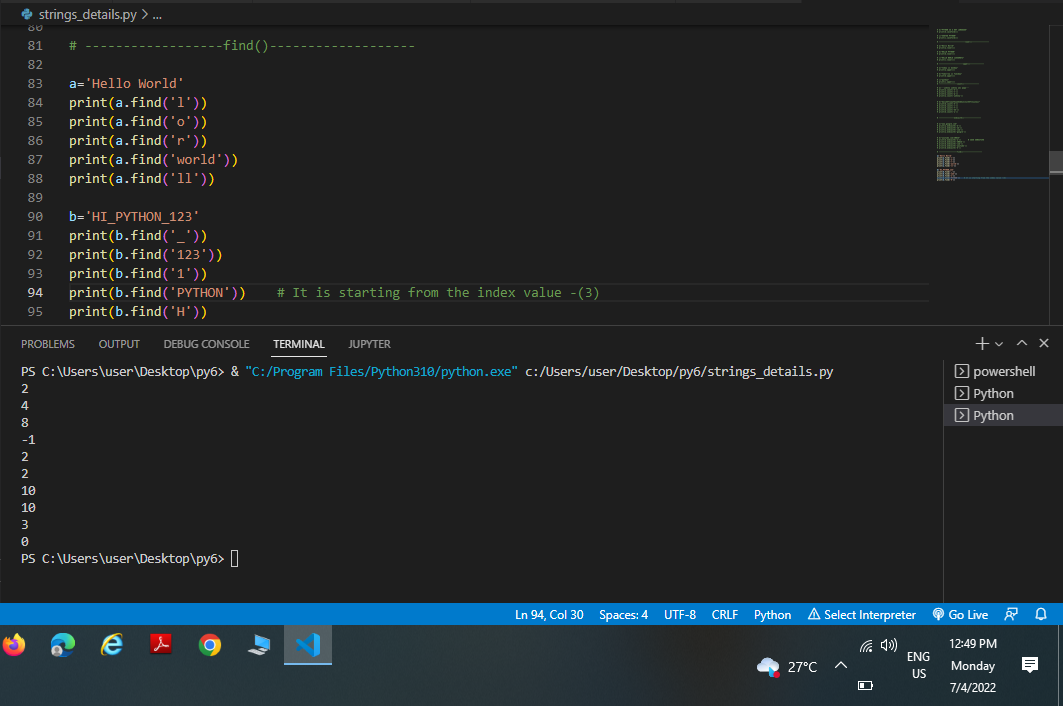 strings_details.py > ...
80
81 # ------------------find()-------------------
82
83 a='Hello World'
84 print(a.find('l'))
85 print(a.find('o'))
86 print(a.find('r'))
87 print(a.find('world'))
88 print(a.find('ll'))
89
90 b='HI_PYTHON_123'
91 print(b.find('_'))
92 print(b.find('123'))
93 print(b.find('1'))
94 print(b.find('PYTHON')) # It is starting from the index value -(3)
95 print(b.find('H'))
PROBLEMS OUTPUT DEBUG CONSOLE TERMINAL JUPYTER
PS C:\Users\user\Desktop\py6> & "C:/Program Files/Python310/python.exe" c:/Users/user/Desktop/py6/strings_details.py
2
4
8
-1
2
2
10
10
3
0
PS C:\Users\user\Desktop\py6>
powershell
Python
Python
Ln 94, Col 30 Spaces: 4 UTF-8 CRLF Python Select Interpreter Go Live
27°C
ENG
US
12:49 PM
Monday
7/4/2022